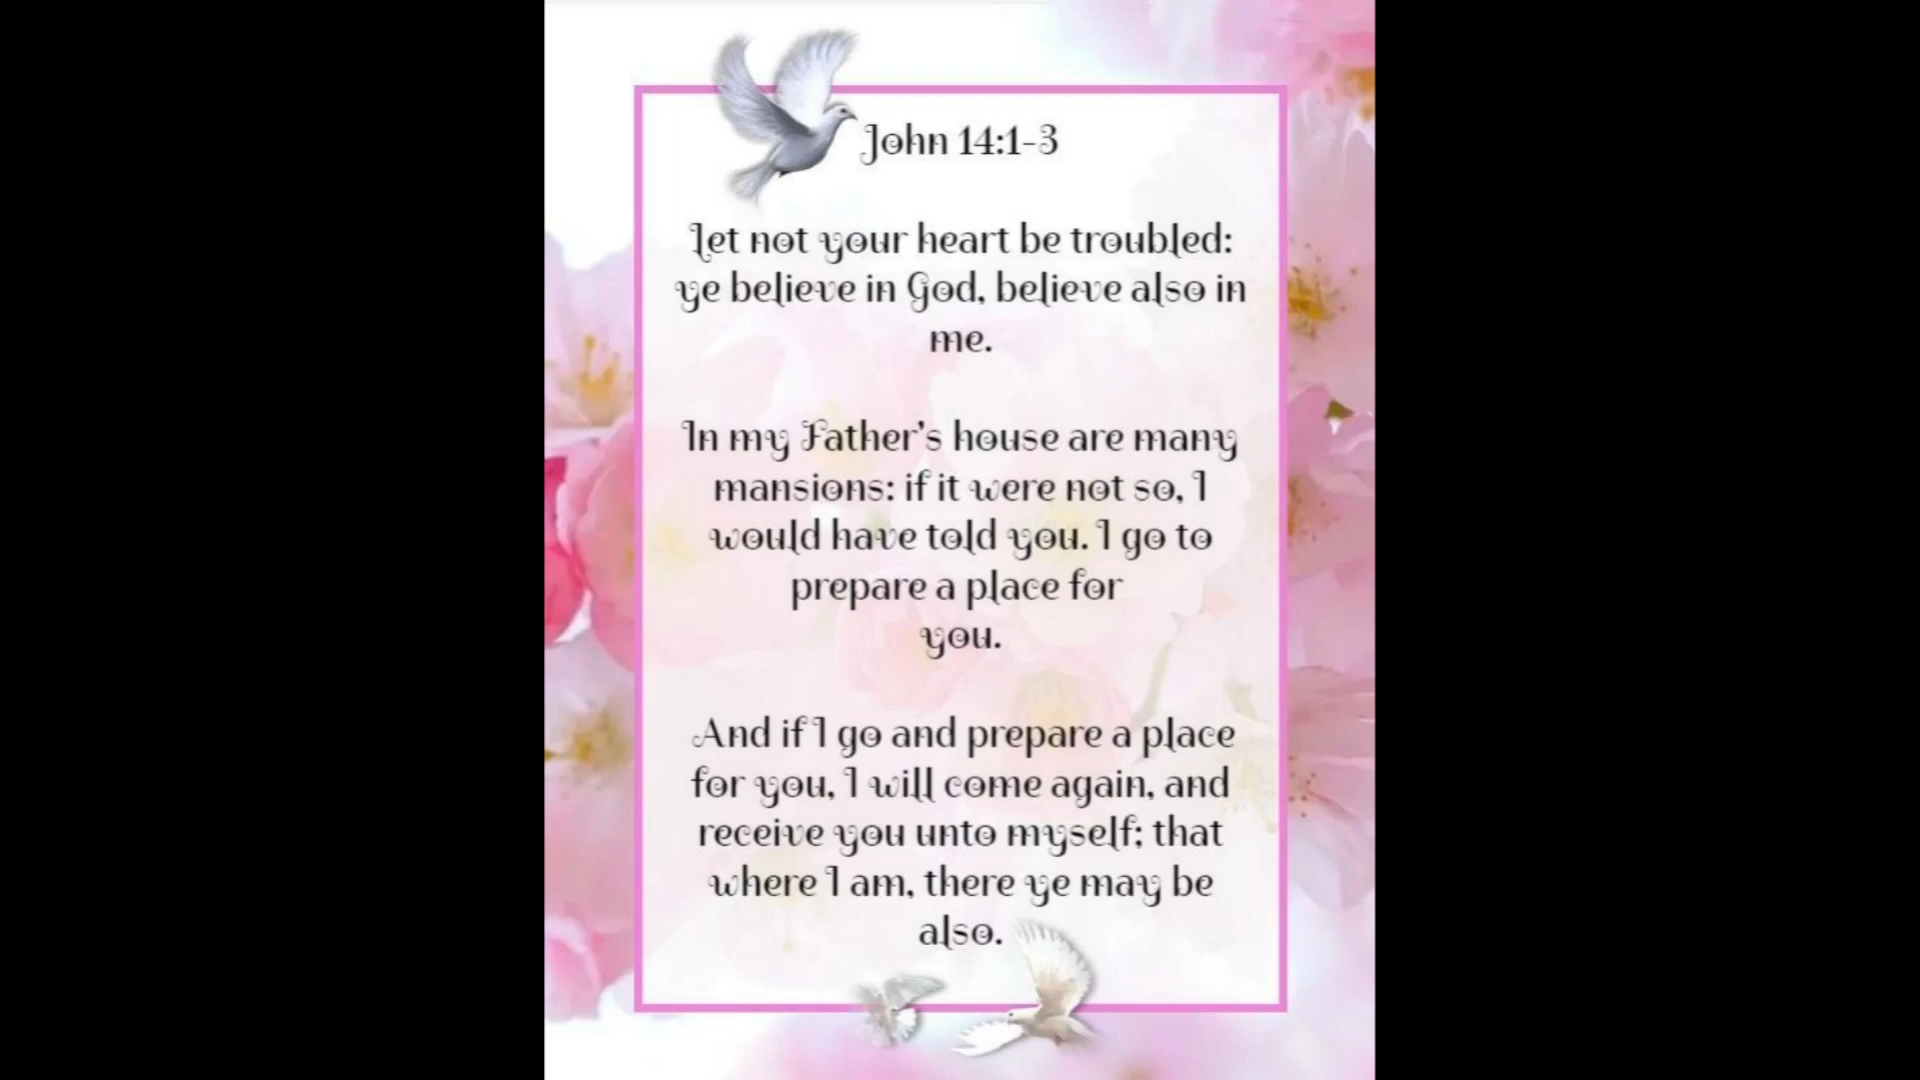 John 14:1-3
Let not your heart be troubled:
ye believe in God, believe also in
me.
In my Father's house are many
mansions: if it were not so, I
would have told you. I go to
prepare a place for
you.
And if I go and prepare a place
for you, I will come again, and
receive you unto myself; that
where I am, there ye may be
also.